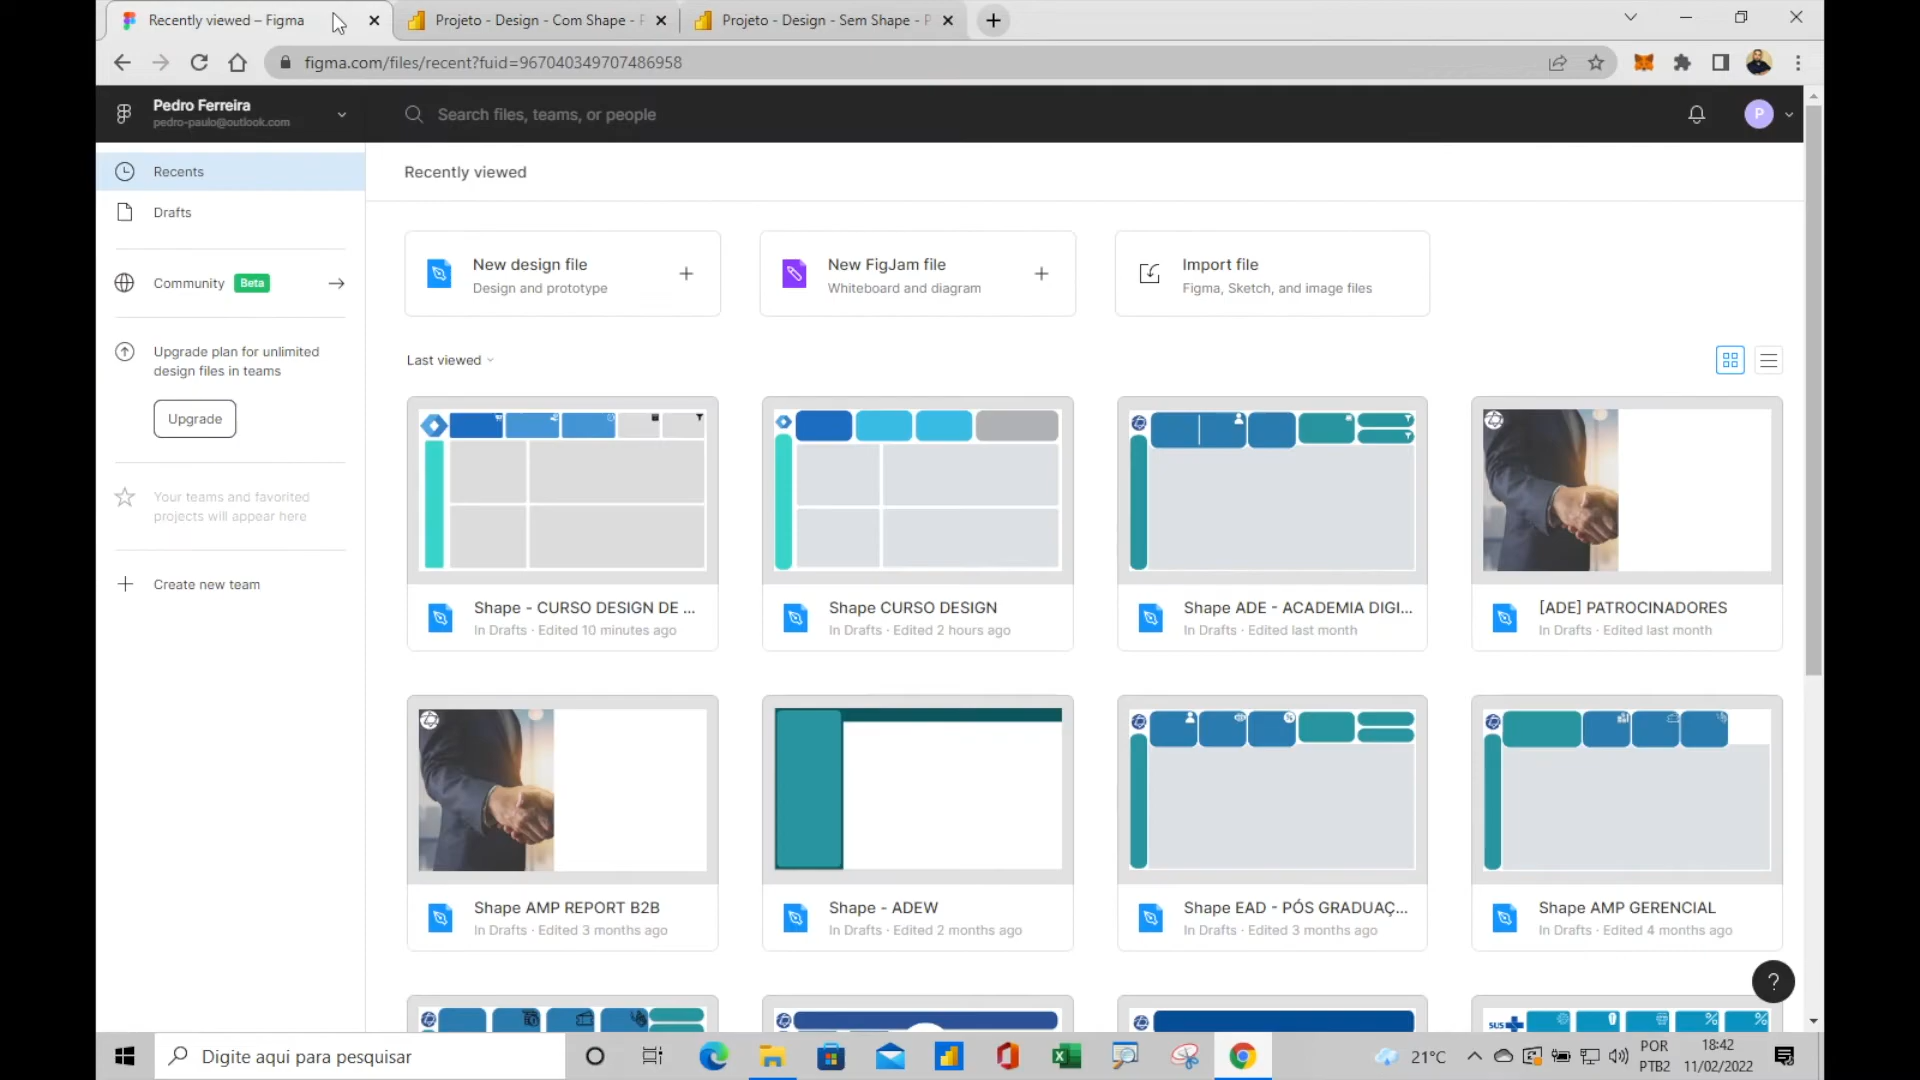 Recently viewed – Figma
Projeto - Design - Com Shape -
Projeto - Design - Sem Shape -
figma.com/files/recent?fuid=967040349707486958
Pedro Ferreira
pedro-paulo@outlook.com
Search files, teams, or people
P
Recents
Drafts
Community Beta
Upgrade plan for unlimited
design files in teams
Upgrade
Your teams and favorited
projects will appear here
Create new team
Recently viewed
New design file
Design and prototype
New FigJam file
Whiteboard and diagram
Import file
Figma, Sketch, and image files
Last viewed
Shape - CURSO DESIGN DE ...
In Drafts · Edited 10 minutes ago
Shape CURSO DESIGN
In Drafts · Edited 2 hours ago
Shape ADE - ACADEMIA DIGI...
In Drafts · Edited last month
[ADE] PATROCINADORES
In Drafts · Edited last month
Shape AMP REPORT B2B
In Drafts · Edited 3 months ago
Shape - ADEW
In Drafts · Edited 2 months ago
Shape EAD - PÓS GRADUAÇ...
In Drafts · Edited 3 months ago
Shape AMP GERENCIAL
In Drafts · Edited 4 months ago
SUS
?
Digite aqui para pesquisar
21°C
POR
PTB2
18:42
11/02/2022